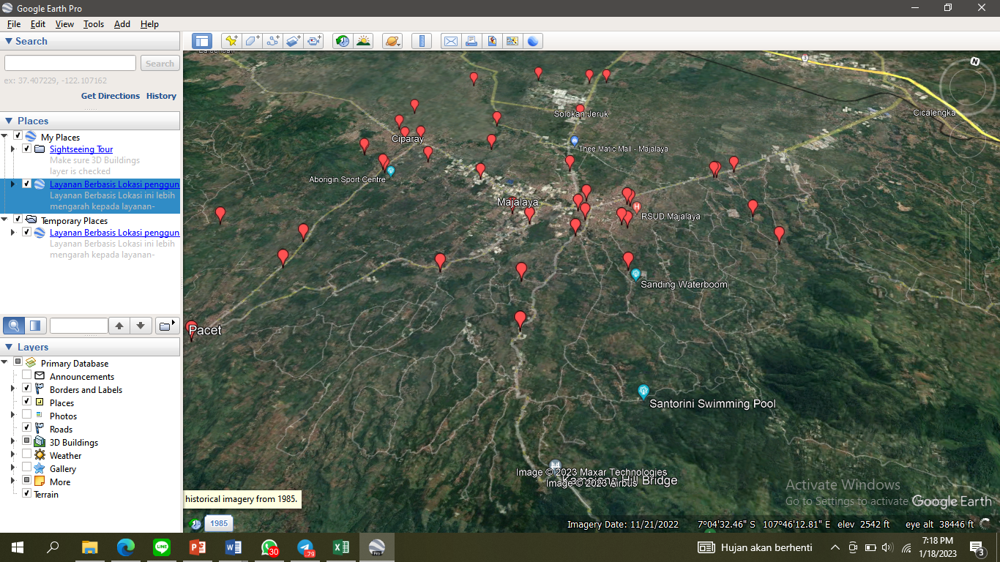 Google Earth Pro
File Edit View Tools Add Help
Search
Search
ex: 37.407229, -122.107162
Get Directions History
Places
My Places
Sightseeing Tour
Make sure 3D Buildings
layer is checked
Layanan Berbasis Lokasi penggun
Layanan Berbasis Lokasi ini lebih
mengarah kepada layanan-
Temporary Places
Layanan Berbasis Lokasi penggun
Layanan Berbasis Lokasi ini lebih
mengarah kepada layanan-
Layers
Primary Database
Announcements
Borders and Labels
Places
Photos
Roads
3D Buildings
Weather
Gallery
More
Terrain
N
Solokan Jeruk
Cicalengka
Ciparay
Thee Matic Mall - Majalaya
Aborigin Sport Centre
Majalaya
H
RSUD Majalaya
Sanding Waterboom
Pacet
Santorini Swimming Pool
Image © 2023 Maxar Technologies
Hill Bridge
Image © 2023 Airbus
Activate Windows
Go to Settings to activate
Google Earth
historical imagery from 1985.
1985
Imagery Date: 11/21/2022 7°04'32.46" S 107°46'12.81" E elev 2542 ft eye alt 38446 ft
LINE
30
79
Pro
Hujan akan berhenti
7:18 PM
1/18/2023
3